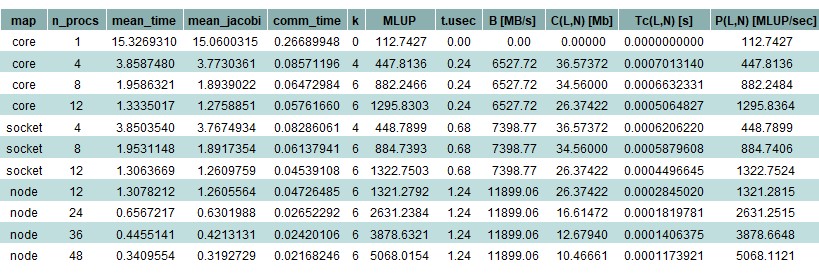 map n_procs mean_time mean_jacobi comm_time k MLUP t.usec B [MB/s] C(L,N) [Mb] Tc(L,N) [s] P(L,N) [MLUP/sec]
core 1 15.3269310 15.0600315 0.26689948 0 112.7427 0.00 0.00 0.00000 0.0000000000 112.7427
core 4 3.8587480 3.7730361 0.08571196 4 447.8136 0.24 6527.72 36.57372 0.0007013140 447.8136
core 8 1.9586321 1.8939022 0.06472984 6 882.2466 0.24 6527.72 34.56000 0.0006632331 882.2484
core 12 1.3335017 1.2758851 0.05761660 6 1295.8303 0.24 6527.72 26.37422 0.0005064827 1295.8364
socket 4 3.8503540 3.7674934 0.08286061 4 448.7899 0.68 7398.77 36.57372 0.0006206220 448.7899
socket 8 1.9531148 1.8917354 0.06137941 6 884.7393 0.68 7398.77 34.56000 0.0005879608 884.7406
socket 12 1.3063669 1.2609759 0.04539108 6 1322.7503 0.68 7398.77 26.37422 0.0004496645 1322.7524
node 12 1.3078212 1.2605564 0.04726485 6 1321.2792 1.24 11899.06 26.37422 0.0002845020 1321.2815
node 24 0.6567217 0.6301988 0.02652292 6 2631.2384 1.24 11899.06 16.61472 0.0001819781 2631.2515
node 36 0.4455141 0.4213131 0.02420106 6 3878.6321 1.24 11899.06 12.67940 0.0001406375 3878.6648
node 48 0.3409554 0.3192729 0.02168246 6 5068.0154 1.24 11899.06 10.46661 0.0001173921 5068.1121